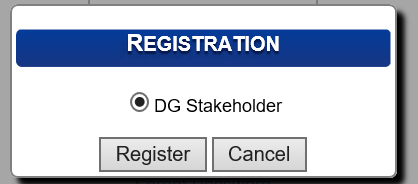 REGISTRATION
DG Stakeholder
Register Cancel